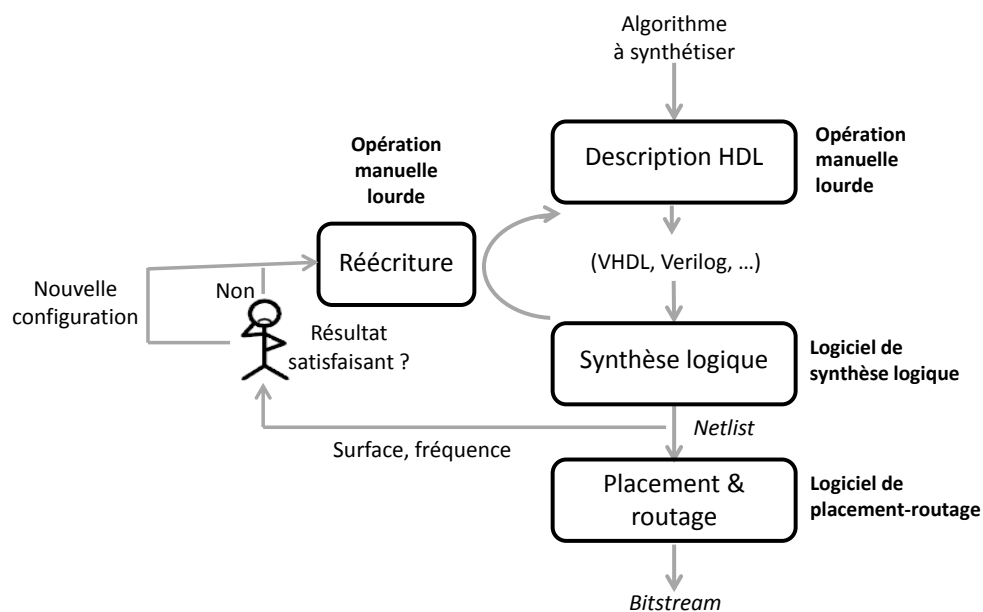 Algorithme
à synthétiser
Description HDL
Opération
manuelle
lourde
Opération
manuelle
lourde
Réécriture
(VHDL, Verilog, ...)
Nouvelle
configuration
Non
Résultat
satisfaisant ?
Synthèse logique
Logiciel de
synthèse logique
Netlist
Surface, fréquence
Placement &
routage
Logiciel de
placement-routage
Bitstream